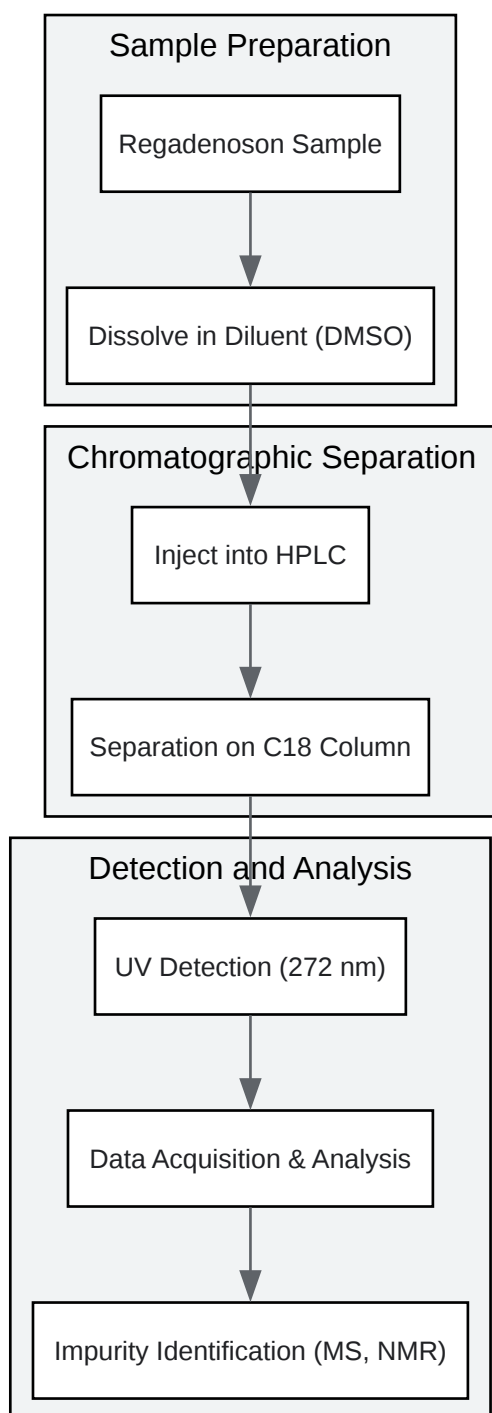 Sample Preparation
Regadenoson Sample
Dissolve in Diluent (DMSO)
Chromatographic Separation
Inject into HPLC
Separation on C18 Column
Detection and Analysis
UV Detection (272 nm)
Data Acquisition & Analysis
Impurity Identification (MS, NMR)